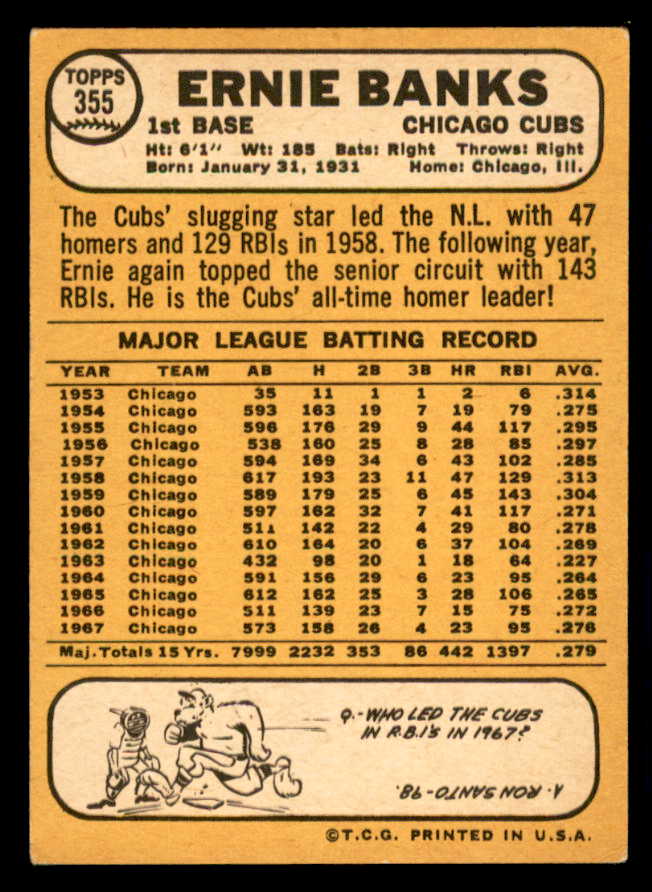 TOPPS
355
ERNIE BANKS
1st BASE CHICAGO CUBS
Ht: 6'1" Wt: 185 Bats: Right Throws: Right
Born: January 31, 1931 Home: Chicago, Ill.
The Cubs' slugging star led the N.L. with 47
homers and 129 RBIs in 1958. The following year,
Ernie again topped the senior circuit with 143
RBIs. He is the Cubs' all-time homer leader!
MAJOR LEAGUE BATTING RECORD
YEAR TEAM AB H 2B 3B HR RBI AVG.
1953 Chicago 35 11 1 1 2 6 .314
1954 Chicago 593 163 19 7 19 79 .275
1955 Chicago 596 176 29 9 44 117 .295
1956 Chicago 538 160 25 8 28 85 .297
1957 Chicago 594 169 34 6 43 102 .285
1958 Chicago 617 193 23 11 47 129 .313
1959 Chicago 589 179 25 6 45 143 .304
1960 Chicago 597 162 32 7 41 117 .271
1961 Chicago 511 142 22 4 29 80 .278
1962 Chicago 610 164 20 6 37 104 .269
1963 Chicago 432 98 20 1 18 64 .227
1964 Chicago 591 156 29 6 23 95 .264
1965 Chicago 612 162 25 3 28 106 .265
1966 Chicago 511 139 23 7 15 75 .272
1967 Chicago 573 158 26 4 23 95 .276
Maj. Totals 15 Yrs. 7999 2232 353 86 442 1397 .279
Q.-WHO LED THE CUBS
IN R.B.I'S IN 1967?
A. RON SANTO-98.
©T.C.G. PRINTED IN U.S.A.